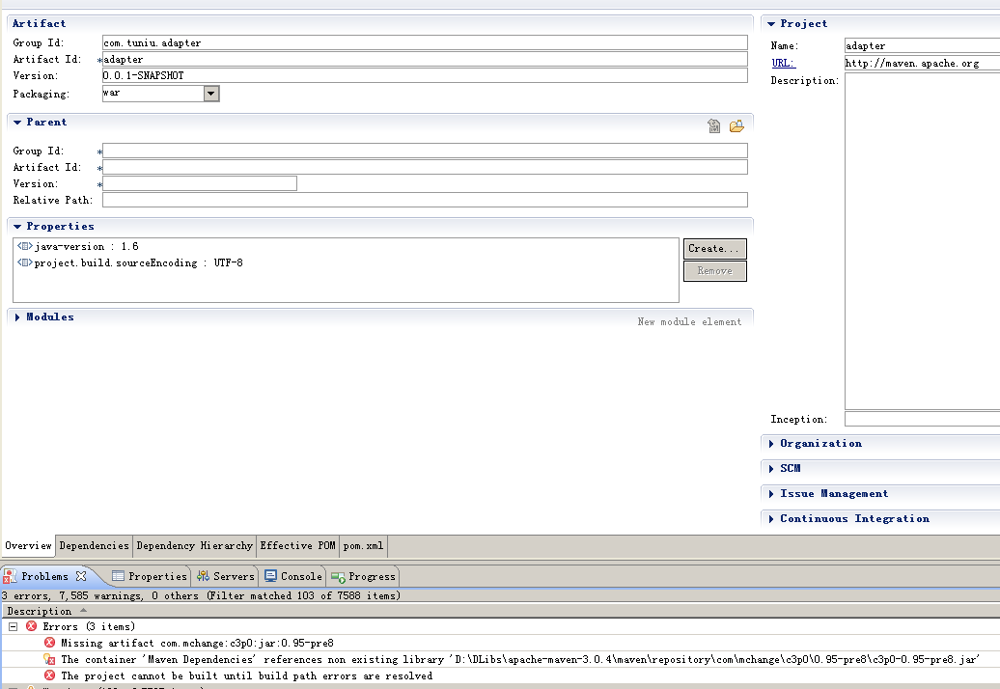 Artifact
Group Id: com.tuniu.adapter
Artifact Id: *adapter
Version: 0.0.1-SNAPSHOT
Packaging: war
Parent
Group Id: *
Artifact Id: *
Version: *
Relative Path:
Properties
java-version : 1.6
project.build.sourceEncoding : UTF-8
Create...
Remove
Modules
New module element
Project
Name: adapter
URL: http://maven.apache.org
Description:
Inception:
Organization
SCM
Issue Management
Continuous Integration
Overview Dependencies Dependency Hierarchy Effective POM pom.xml
Problems Properties Servers Console Progress
3 errors, 7,585 warnings, 0 others (Filter matched 103 of 7588 items)
Description
Errors (3 items)
Missing artifact com.mchange:c3p0:jar:0.95-pre8
The container 'Maven Dependencies' references non existing library 'D:\DLibs\apache-maven-3.0.4\maven\repository\com\mchange\c3p0\0.95-pre8\c3p0-0.95-pre8.jar'
The project cannot be built until build path errors are resolved